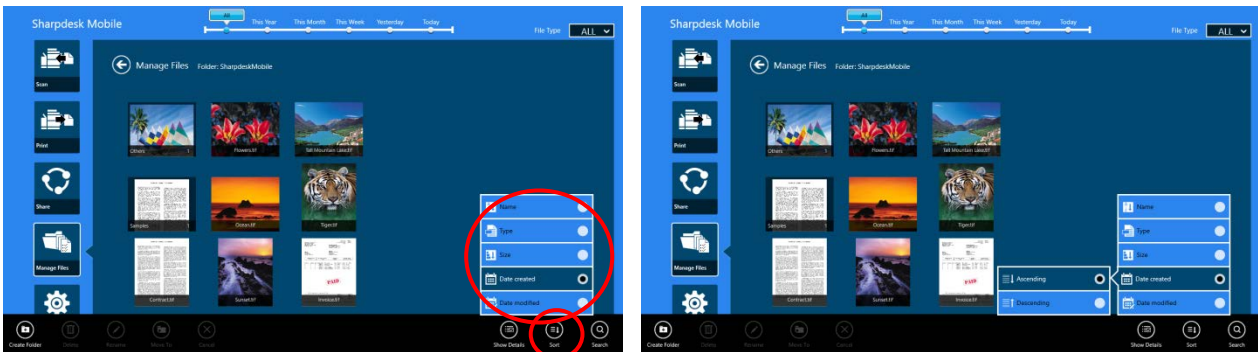 Sharpdesk Mobile
All This Year This Month This Week Yesterday Today
File Type ALL
Manage Files Folder: SharpdeskMobile
Scan
Print
Share
Manage Files
Others 1
Flowers.tif
Tall Mountain Lake.tif
Samples 1
Ocean.tif
Tiger.tif
Contract.tif
Sunset.tif
Invoice.tif
PAID
Name
Type
Size
Date created
Date modified
Create Folder Delete Rename Move To Cancel Show Details Sort Search
Sharpdesk Mobile
All This Year This Month This Week Yesterday Today
File Type ALL
Manage Files Folder: SharpdeskMobile
Scan
Print
Share
Manage Files
Others 1
Flowers.tif
Tall Mountain Lake.tif
Samples 1
Ocean.tif
Tiger.tif
Contract.tif
Sunset.tif
Invoice.tif
PAID
Name
Type
Size
Ascending
Date created
Descending
Date modified
Create Folder Delete Rename Move To Cancel Show Details Sort Search